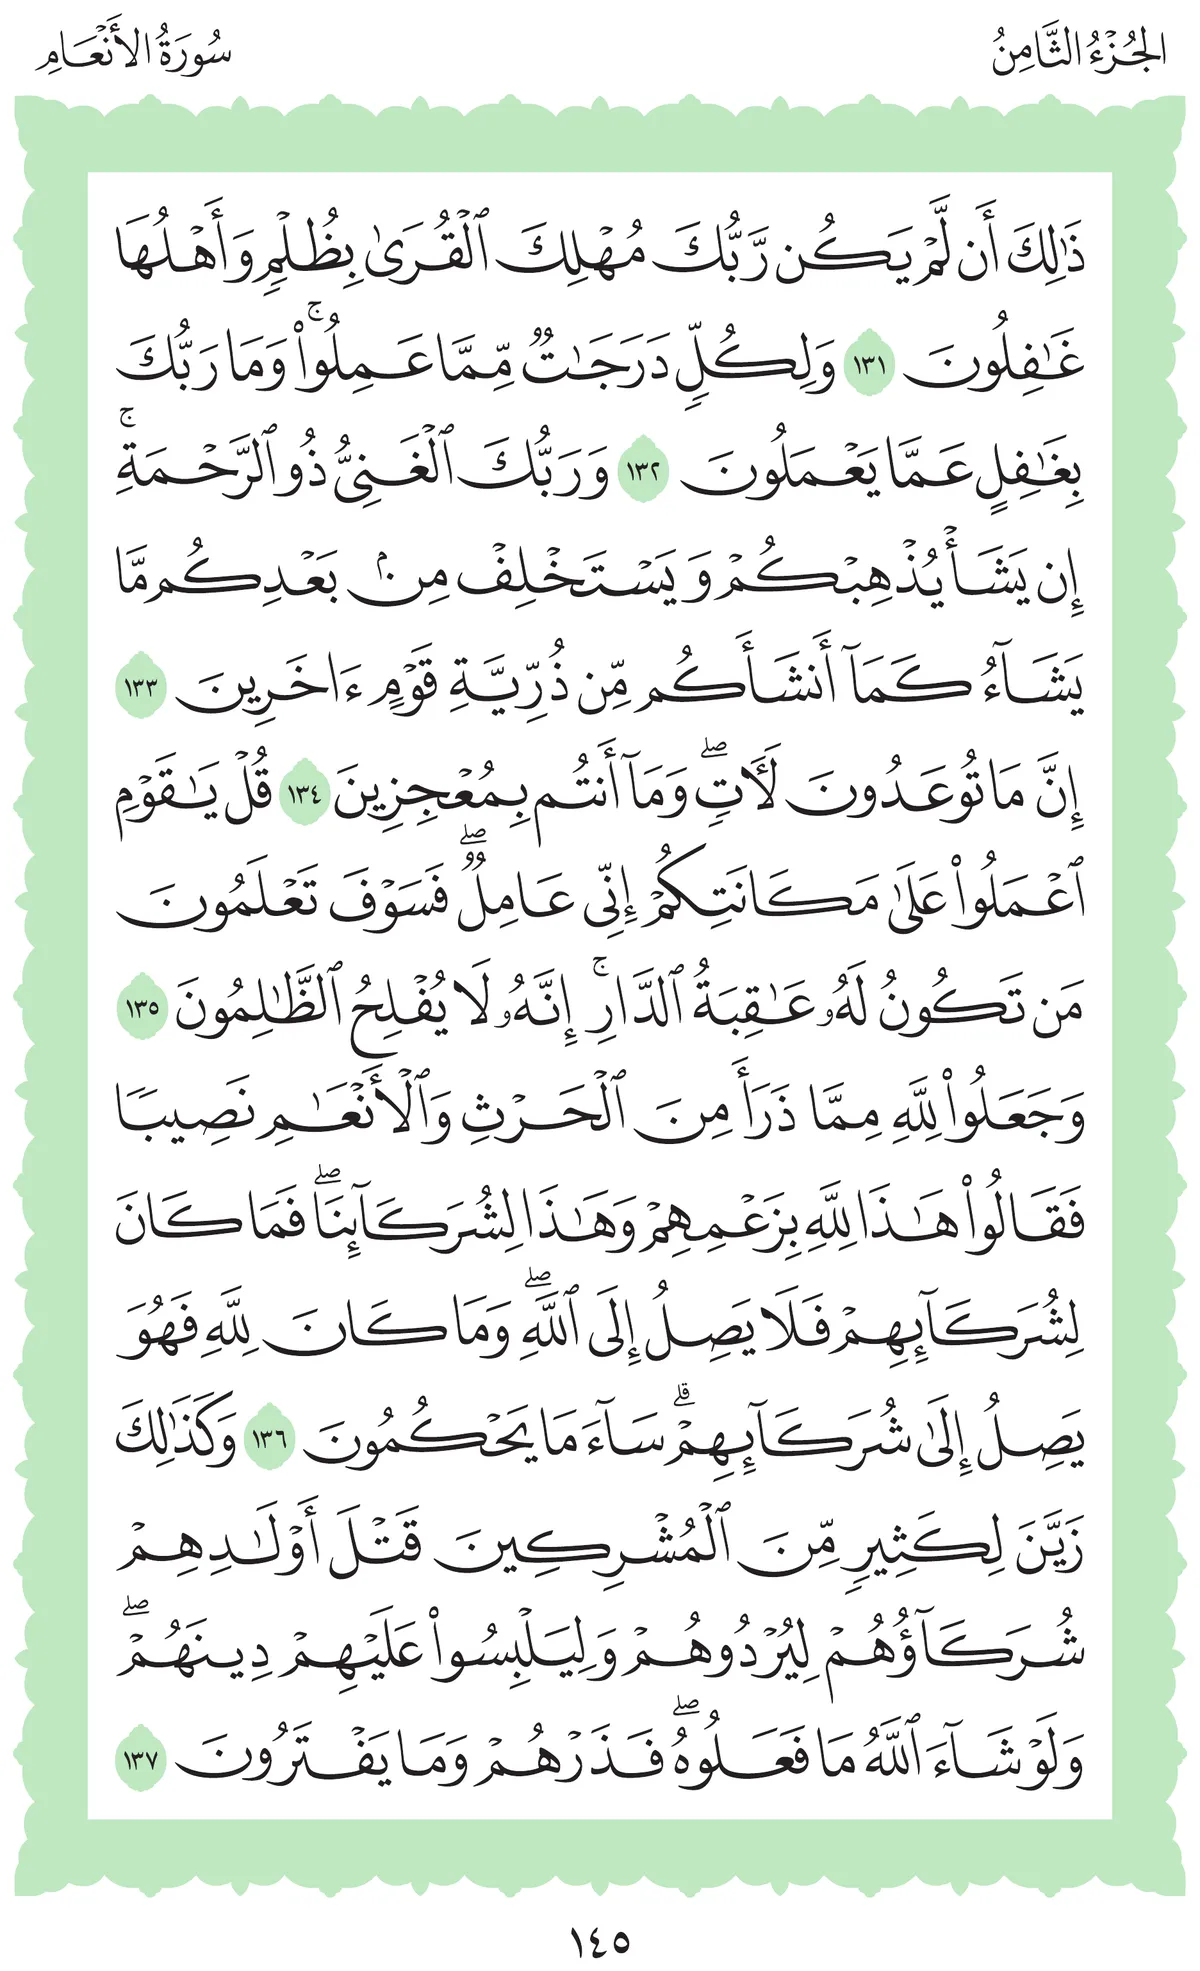 الجُزْءُ الثَّامِنُ سُورَةُ الأَنْعَامِ
ذَٰلِكَ أَن لَّمْ يَكُن رَّبُّكَ مُهْلِكَ ٱلْقُرَىٰ بِظُلْمٍ وَأَهْلُهَا
غَٰفِلُونَ ١٣١ وَلِكُلٍّ دَرَجَٰتٌ مِّمَّا عَمِلُوا۟ ۚ وَمَا رَبُّكَ
بِغَٰفِلٍ عَمَّا يَعْمَلُونَ ١٣٢ وَرَبُّكَ ٱلْغَنِىُّ ذُو ٱلرَّحْمَةِ ۚ
إِن يَشَأْ يُذْهِبْكُمْ وَيَسْتَخْلِفْ مِنۢ بَعْدِكُم مَّا
يَشَآءُ كَمَآ أَنشَأَكُم مِّن ذُرِّيَّةِ قَوْمٍ ءَاخَرِينَ ١٣٣
إِنَّ مَا تُوعَدُونَ لَءَاتٍ ۖ وَمَآ أَنتُم بِمُعْجِزِينَ ١٣٤ قُلْ يَٰقَوْمِ
ٱعْمَلُوا۟ عَلَىٰ مَكَانَتِكُمْ إِنِّى عَامِلٌ ۖ فَسَوْفَ تَعْلَمُونَ
مَن تَكُونُ لَهُۥ عَٰقِبَةُ ٱلدَّارِ ۚ إِنَّهُۥ لَا يُفْلِحُ ٱلظَّٰلِمُونَ ١٣٥
وَجَعَلُوا۟ لِلَّهِ مِمَّا ذَرَأَ مِنَ ٱلْحَرْثِ وَٱلْأَنْعَٰمِ نَصِيبًا
فَقَالُوا۟ هَٰذَا لِلَّهِ بِزَعْمِهِمْ وَهَٰذَا لِشُرَكَآئِنَا ۖ فَمَا كَانَ
لِشُرَكَآئِهِمْ فَلَا يَصِلُ إِلَى ٱللَّهِ ۖ وَمَا كَانَ لِلَّهِ فَهُوَ
يَصِلُ إِلَىٰ شُرَكَآئِهِمْ ۗ سَآءَ مَا يَحْكُمُونَ ١٣٦ وَكَذَٰلِكَ
زَيَّنَ لِكَثِيرٍ مِّنَ ٱلْمُشْرِكِينَ قَتْلَ أَوْلَٰدِهِمْ
شُرَكَآؤُهُمْ لِيُرْدُوهُمْ وَلِيَلْبِسُوا۟ عَلَيْهِمْ دِينَهُمْ ۖ
وَلَوْ شَآءَ ٱللَّهُ مَا فَعَلُوهُ ۖ فَذَرْهُمْ وَمَا يَفْتَرُونَ ١٣٧
١٤٥